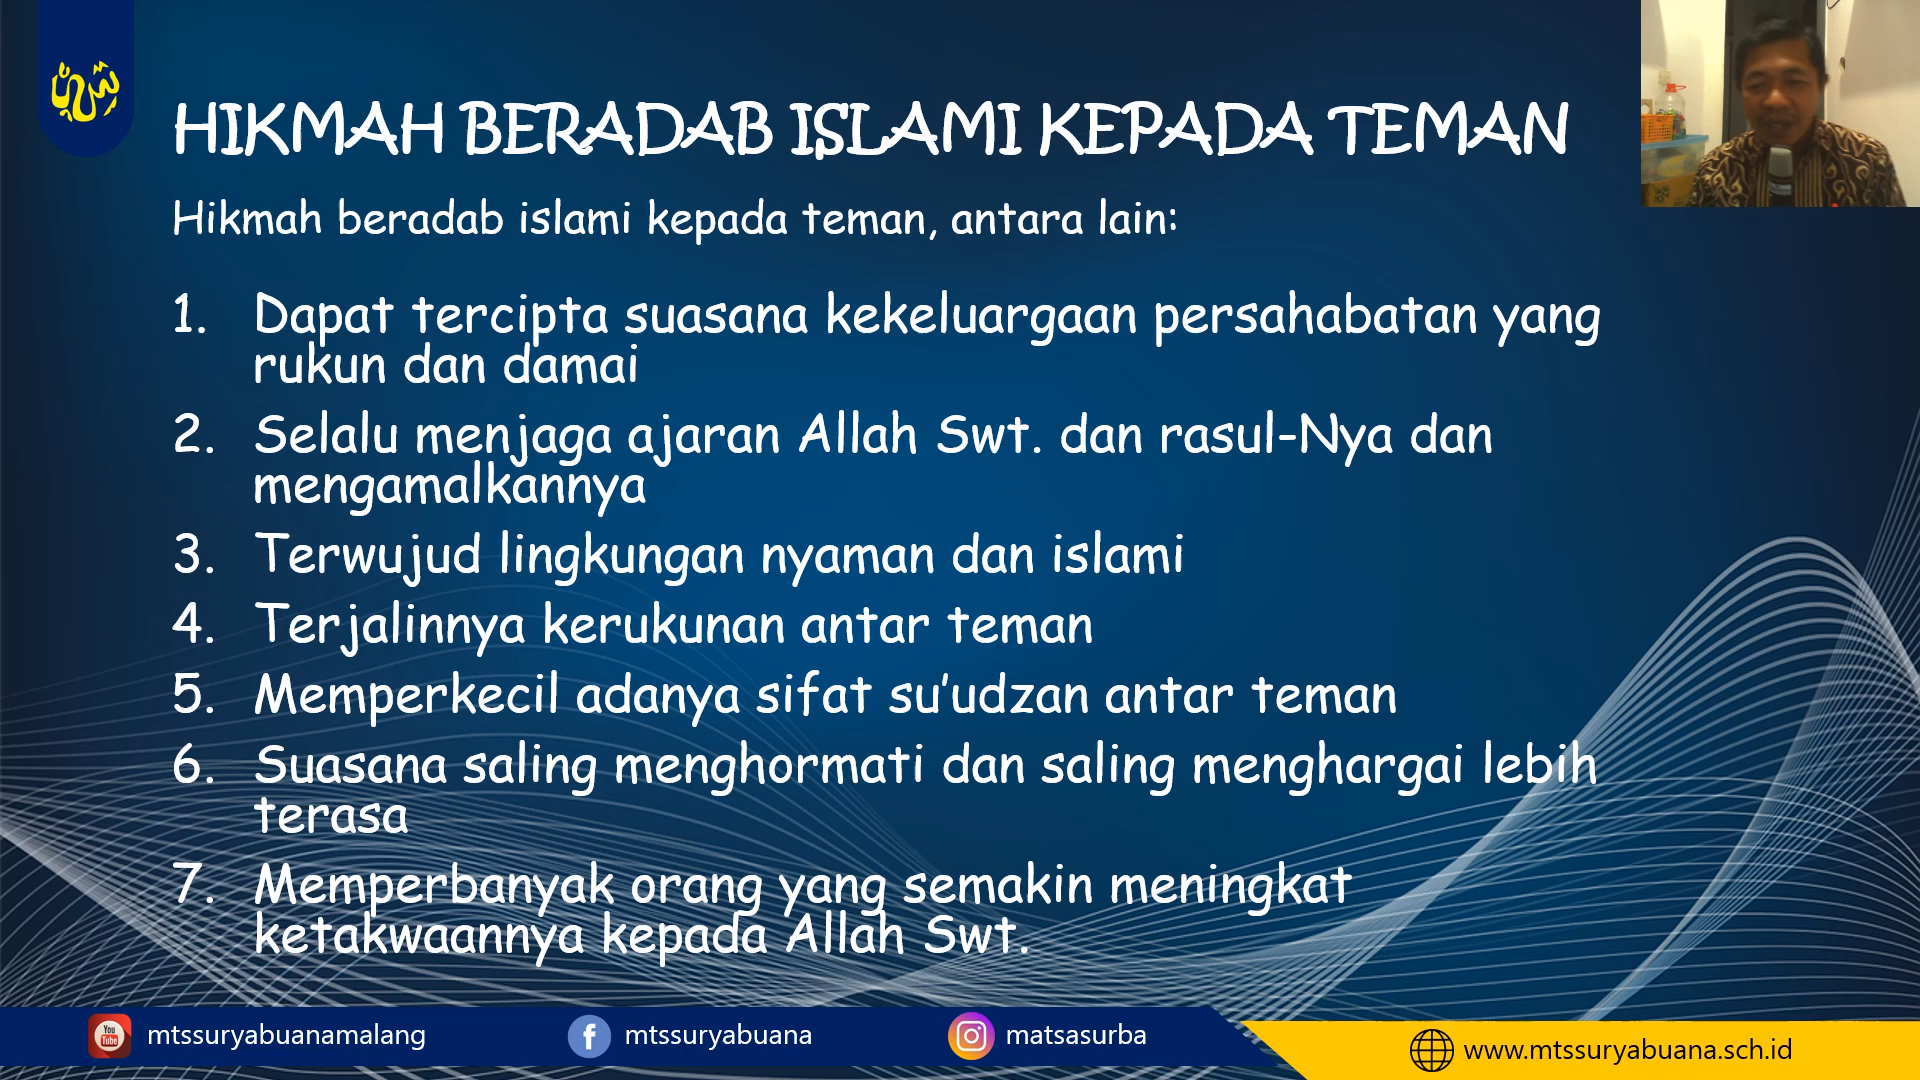 HIKMAH BERADAB ISLAMI KEPADA TEMAN
Hikmah beradab islami kepada teman, antara lain:
1. Dapat tercipta suasana kekeluargaan persahabatan yang
rukun dan damai
2. Selalu menjaga ajaran Allah Swt. dan rasul-Nya dan
mengamalkannya
3. Terwujud lingkungan nyaman dan islami
4. Terjalinnya kerukunan antar teman
5. Memperkecil adanya sifat su’udzan antar teman
6. Suasana saling menghormati dan saling menghargai lebih
terasa
7. Memperbanyak orang yang semakin meningkat
ketakwaannya kepada Allah Swt.
You Tube mtssuryabuanamalang
f mtssuryabuana
matsasurba
www.mtssuryabuana.sch.id